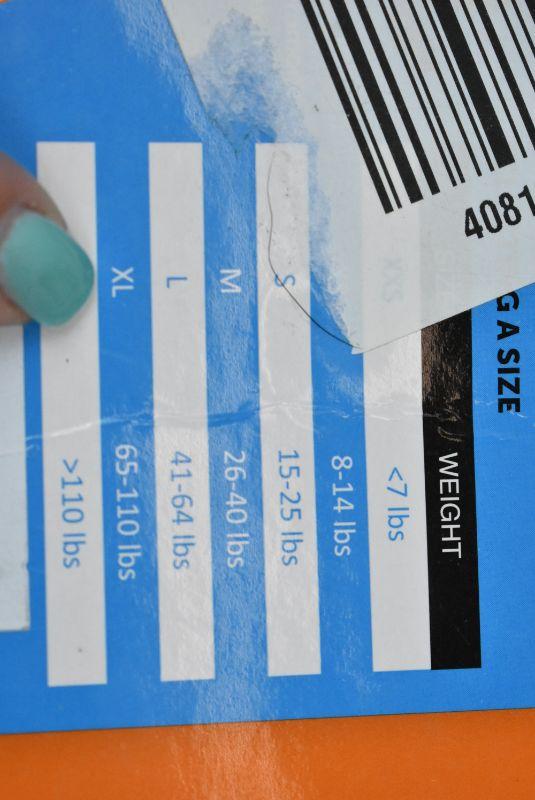 4081
G A SIZE
SIZE WEIGHT
XXS <7 lbs
8-14 lbs
S 15-25 lbs
M 26-40 lbs
L 41-64 lbs
XL 65-110 lbs
>110 lbs